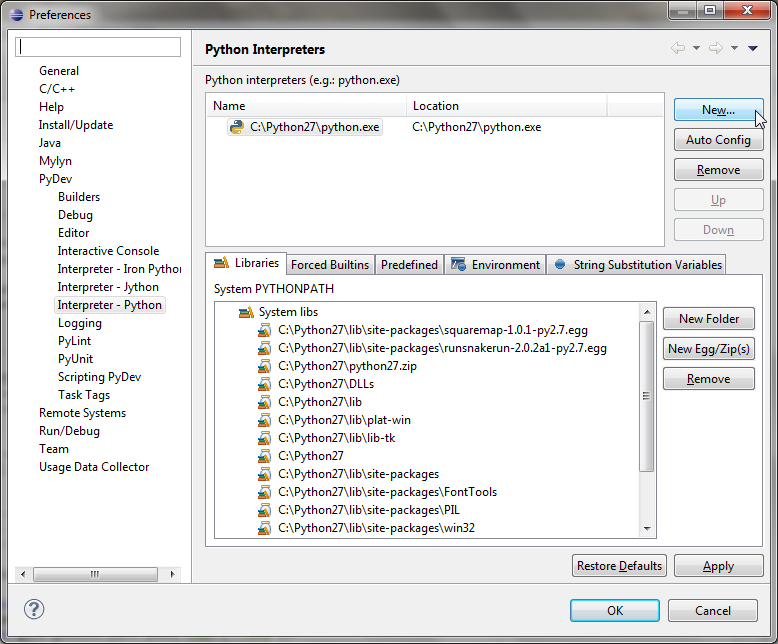 Preferences
Python Interpreters
General
C/C++
Help
Install/Update
Java
Mylyn
PyDev
Builders
Debug
Editor
Interactive Console
Interpreter - Iron Pythor
Interpreter - Jython
Interpreter - Python
Logging
PyLint
PyUnit
Scripting PyDev
Task Tags
Remote Systems
Run/Debug
Team
Usage Data Collector
Python interpreters (e.g.: python.exe)
Name Location
C:\Python27\python.exe C:\Python27\python.exe
New...
Auto Config
Remove
Up
Down
Libraries Forced Builtins Predefined Environment String Substitution Variables
System PYTHONPATH
System libs
C:\Python27\lib\site-packages\squaremap-1.0.1-py2.7.egg
C:\Python27\lib\site-packages\runsnakerun-2.0.2a1-py2.7.egg
C:\Python27\python27.zip
C:\Python27\DLLs
C:\Python27\lib
C:\Python27\lib\plat-win
C:\Python27\lib\lib-tk
C:\Python27
C:\Python27\lib\site-packages
C:\Python27\lib\site-packages\FontTools
C:\Python27\lib\site-packages\PIL
C:\Python27\lib\site-packages\win32
New Folder
New Egg/Zip(s)
Remove
Restore Defaults Apply
? OK Cancel